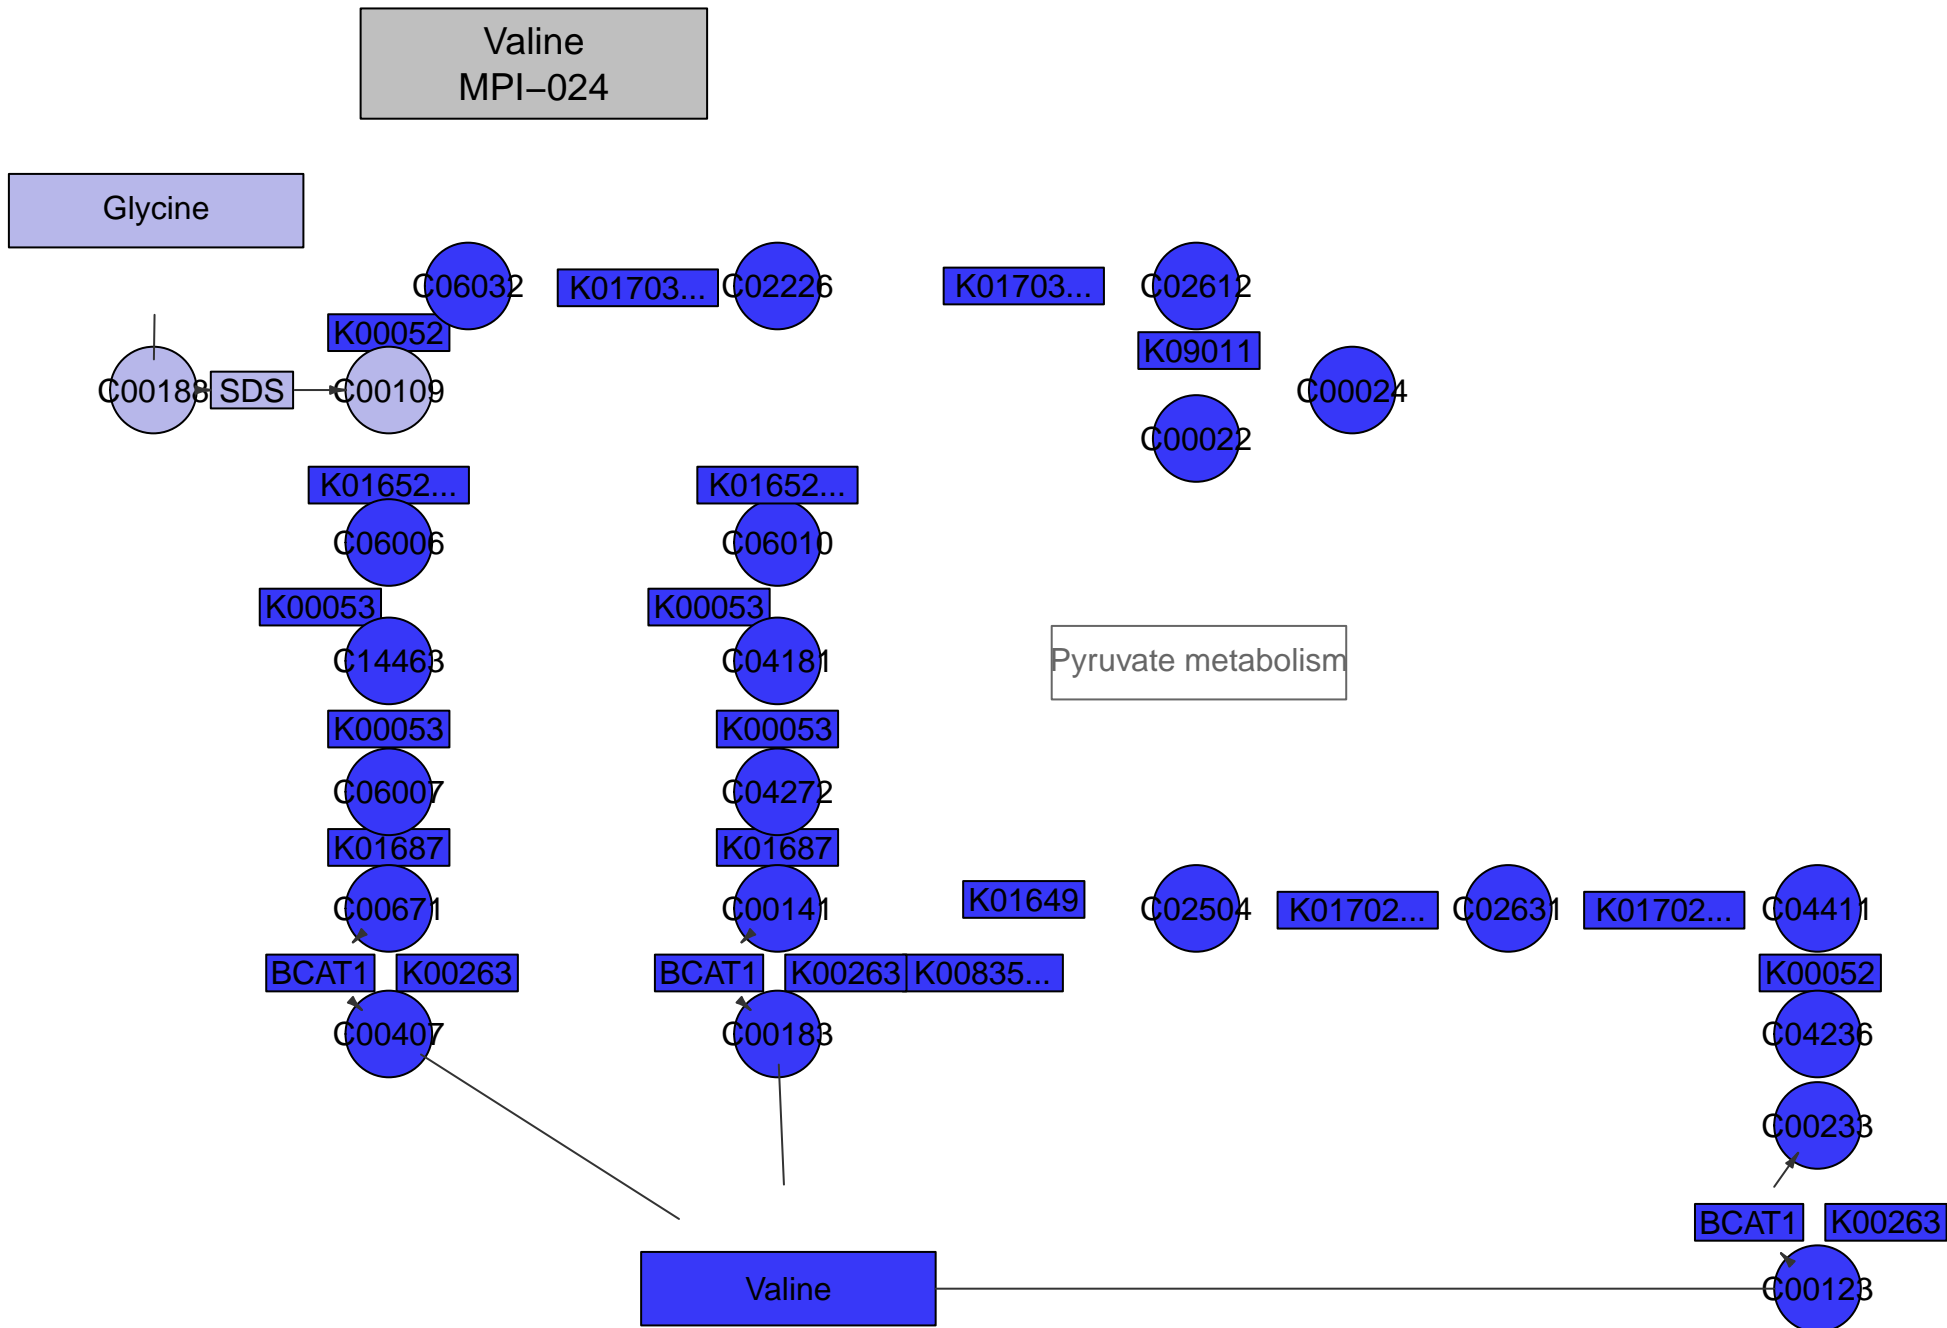 Valine
MPI−024
Glycine
C06032
K01703...
C02226
K01703...
C02612
K00052
K09011
C00188
SDS
C00109
C00024
C00022
K01652...
K01652...
C06006
C06010
K00053
K00053
C14463
C04181
Pyruvate metabolism
K00053
K00053
C06007
C04272
K01687
K01687
C00671
C00141
K01649
C02504
K01702...
C02631
K01702...
C04411
BCAT1
K00263
BCAT1
K00263
K00835...
K00052
C00407
C00183
C04236
C00233
BCAT1
K00263
Valine
C00123